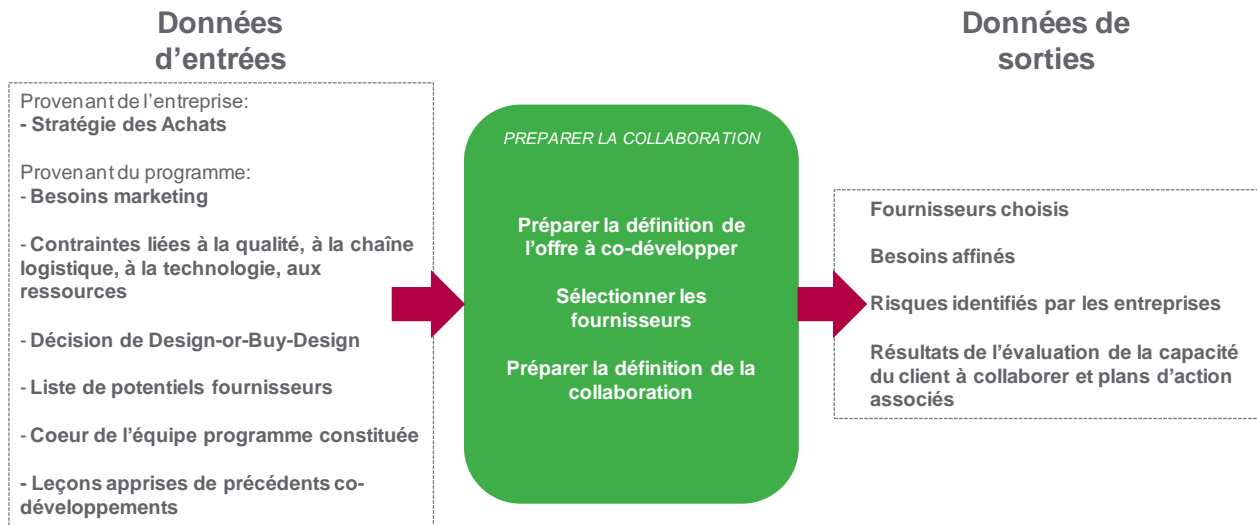 Données
d'entrées
Provenant de l'entreprise:
- Stratégie des Achats
Provenant du programme:
- Besoins marketing
- Contraintes liées à la qualité, à la chaîne
logistique, à la technologie, aux
ressources
- Décision de Design-or-Buy-Design
- Liste de potentiels fournisseurs
- Coeur de l'équipe programme constituée
- Leçons apprises de précédents co-
développements
PREPARER LA COLLABORATION
Préparer la définition de
l'offre à co-développer
Sélectionner les
fournisseurs
Préparer la définition de la
collaboration
Données de
sorties
Fournisseurs choisis
Besoins affinés
Risques identifiés par les entreprises
Résultats de l'évaluation de la capacité
du client à collaborer et plans d'action
associés